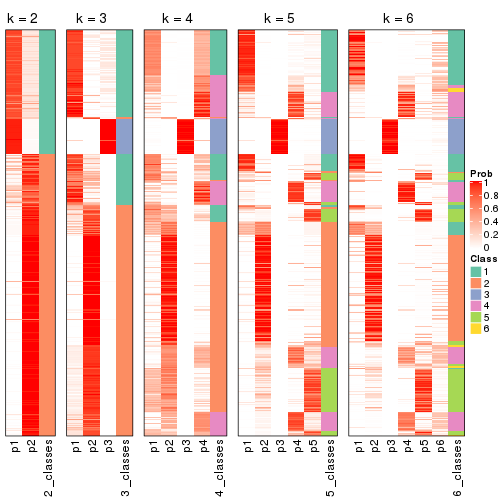 k = 2
k = 3
k = 4
k = 5
k = 6
Prob
1
0.8
0.6
0.4
0.2
0
Class
1
2
3
4
5
6
p1
p2
2_classes
p1
p2
p3
3_classes
p1
p2
p3
p4
4_classes
p1
p2
p3
p4
p5
5_classes
p1
p2
p3
p4
p5
p6
6_classes